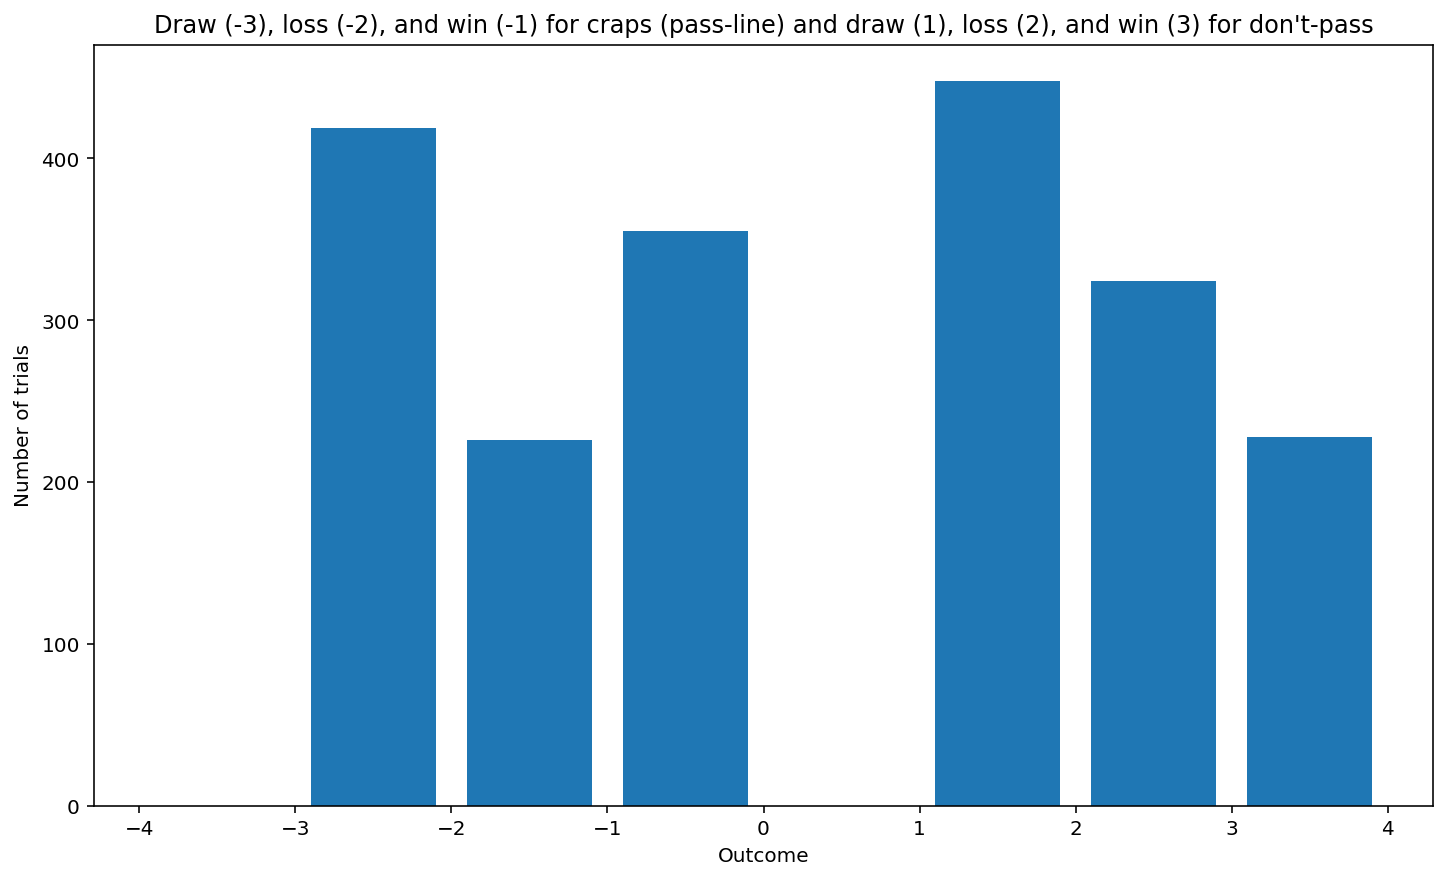 Draw (-3), loss (-2), and win (-1) for craps (pass-line) and draw (1), loss (2), and win (3) for don't-pass
400
300
200
100
0
Number of trials
−4 −3 −2 −1 0 1 2 3 4
Outcome